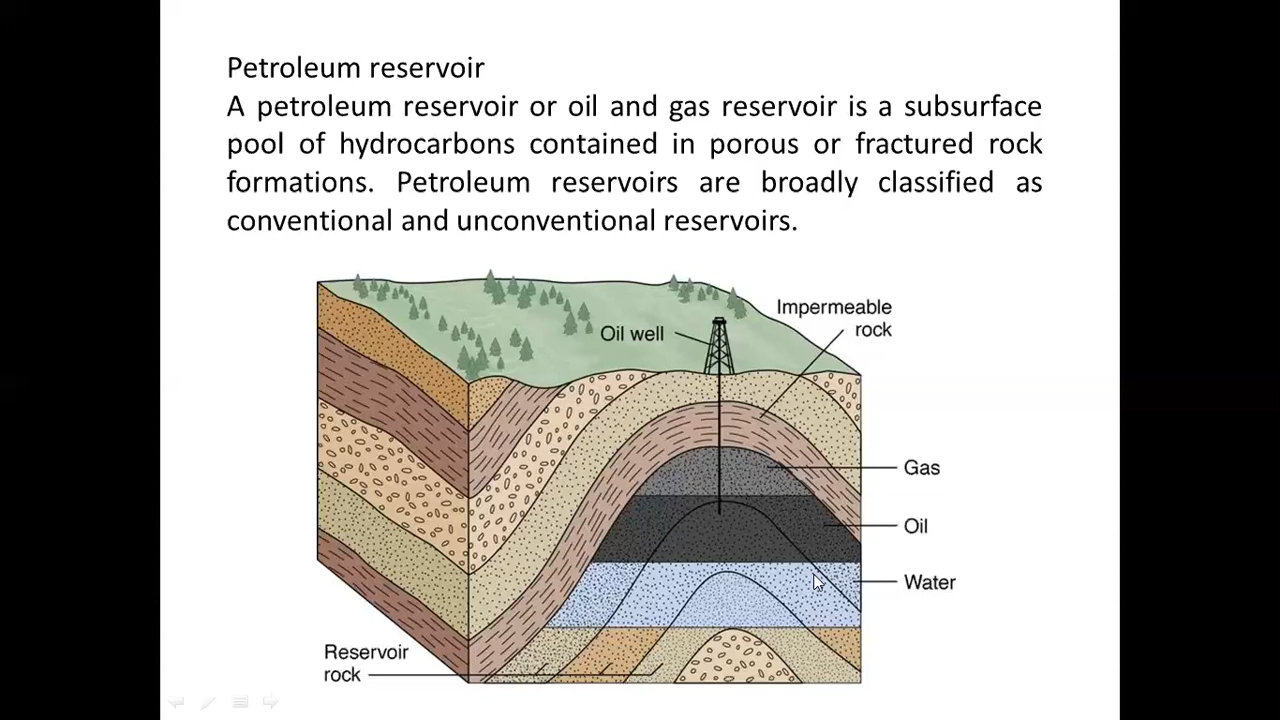 Petroleum reservoir
A petroleum reservoir or oil and gas reservoir is a subsurface
pool of hydrocarbons contained in porous or fractured rock
formations. Petroleum reservoirs are broadly classified as
conventional and unconventional reservoirs.
Impermeable
rock
Oil well
Gas
Oil
Water
Reservoir
rock